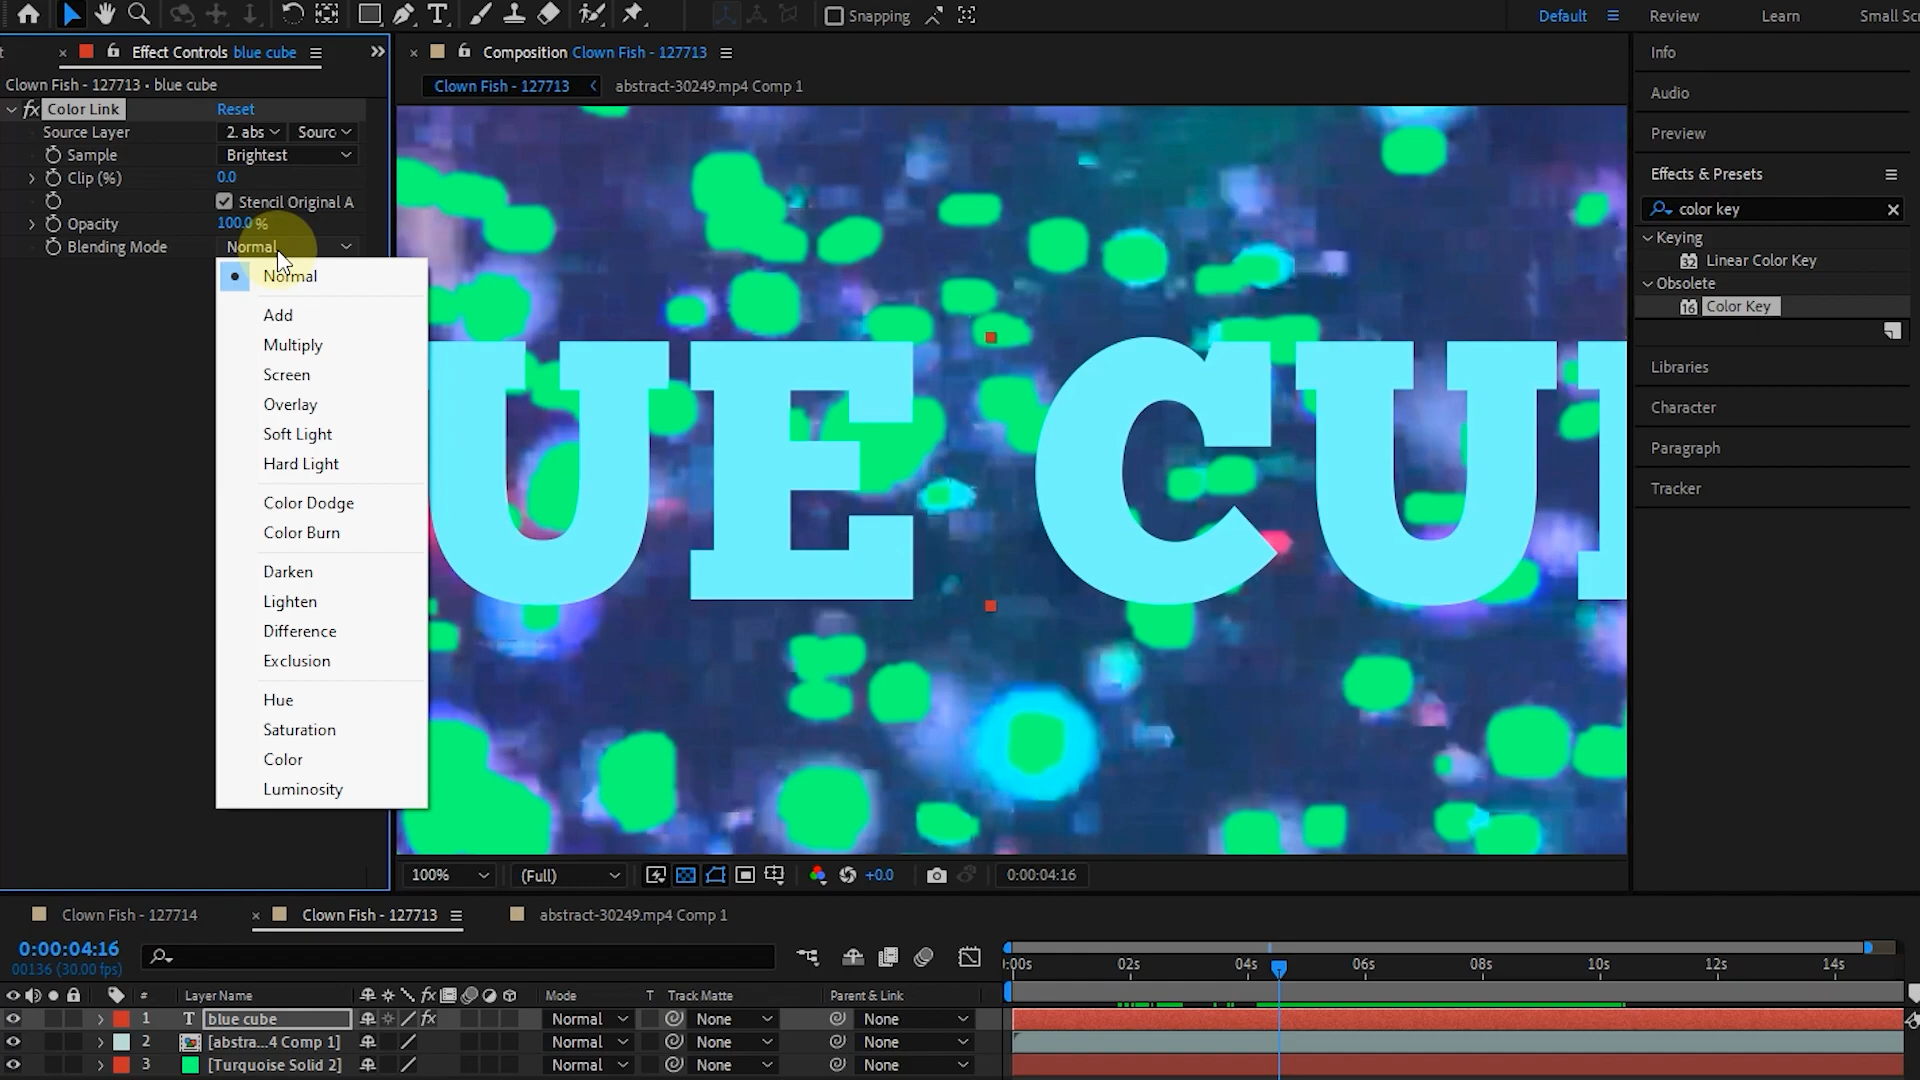 Snapping
Default
Review
Learn
Small Scr
t
Effect Controls blue cube
Composition Clown Fish - 127713
Info
Clown Fish - 127713 • blue cube
Clown Fish - 127713
abstract-30249.mp4 Comp 1
Audio
fx Color Link
Reset
Source Layer
2. abs
Sourc
Preview
Sample
Brightest
Clip (%)
0.0
Effects & Presets
Stencil Original A
color key
Opacity
100.0 %
Keying
Blending Mode
Normal
32 Linear Color Key
Normal
Obsolete
16 Color Key
Add
Multiply
Screen
Overlay
Soft Light
Hard Light
Color Dodge
Color Burn
Darken
Lighten
Difference
Exclusion
Hue
Saturation
Color
Luminosity
UE CU
Libraries
Character
Paragraph
Tracker
100%
(Full)
+0.0
0:00:04:16
Clown Fish - 127714
Clown Fish - 127713
abstract-30249.mp4 Comp 1
0:00:04:16
00136 (30.00 fps)
:00s
02s
04s
06s
08s
10s
12s
14s
#
Layer Name
fx
Mode
T
Track Matte
Parent & Link
1
T
blue cube
fx
Normal
None
None
2
[abstra...4 Comp 1]
Normal
None
None
3
[Turquoise Solid 2]
Normal
None
None